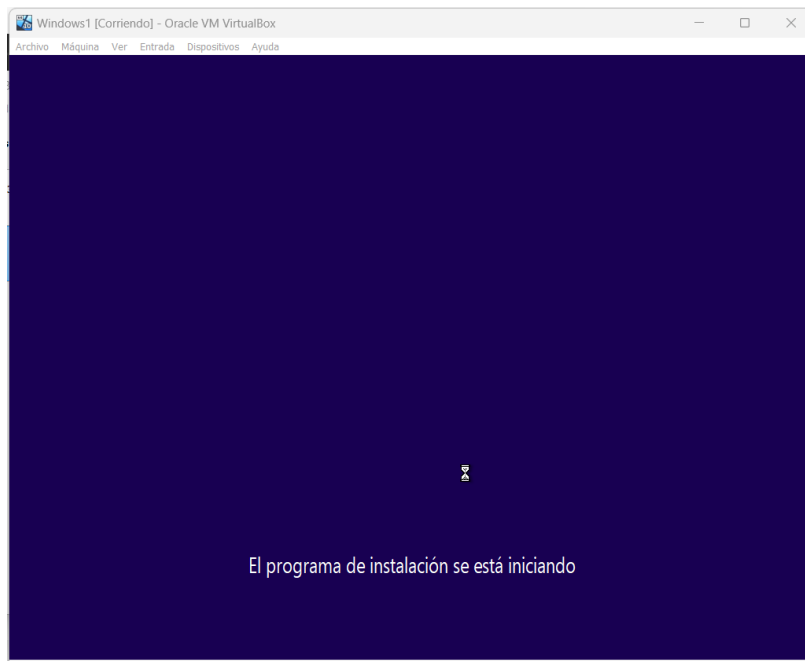 Windows1 [Corriendo] - Oracle VM VirtualBox
Archivo Máquina Ver Entrada Dispositivos Ayuda
El programa de instalación se está iniciando